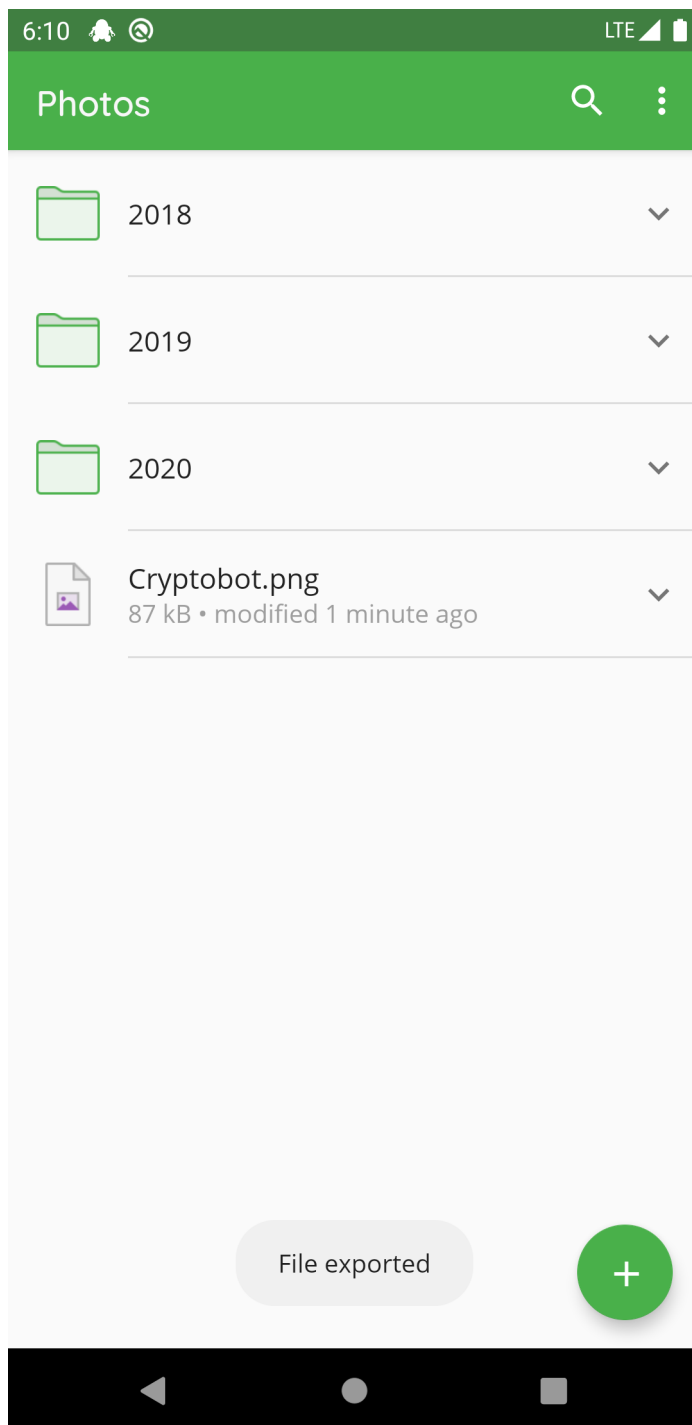 6:10 LTE
Photos
2018
2019
2020
Cryptobot.png
87 kB • modified 1 minute ago
File exported